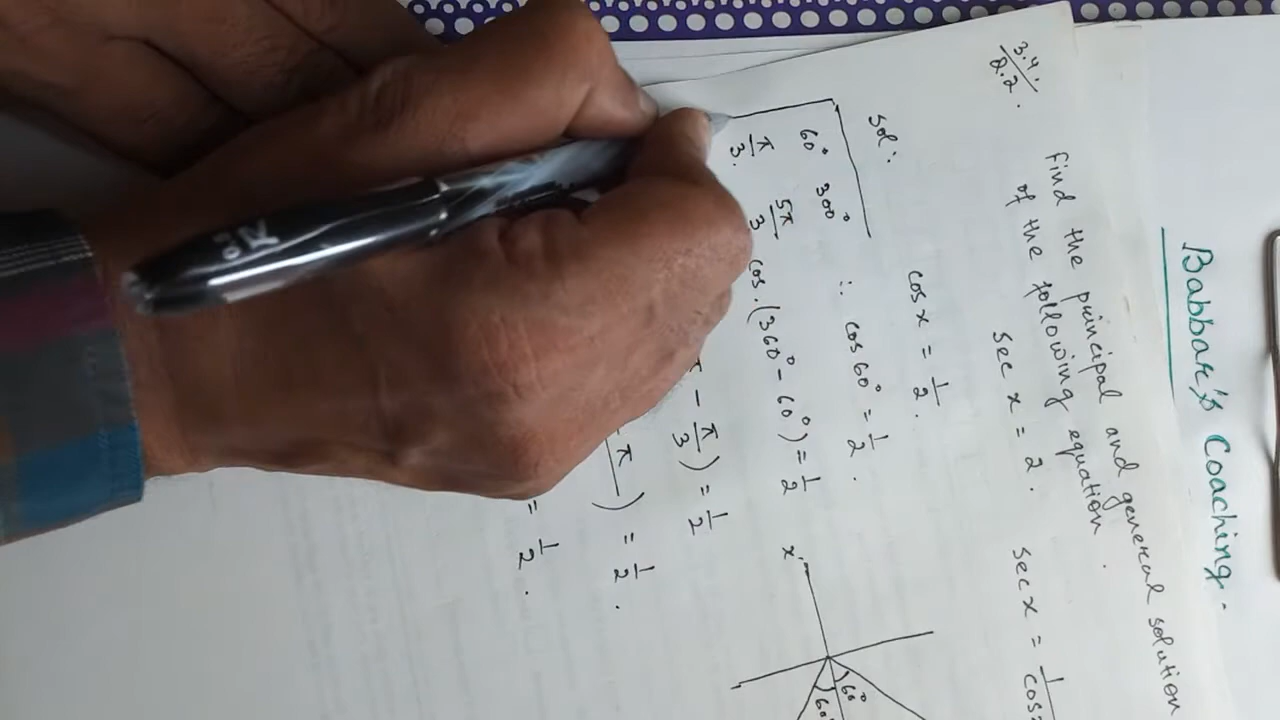 Babbar's Coaching.
3.4.
Q.2.
Find the principal and general solution
of the following equation.
sec x = 2.
sec x = 1/cos
Sol:
cos x = 1/2.
60° 300°
∴ cos 60° = 1/2.
π/3. 5π/3
cos.(360° - 60°) = 1/2
- π/3) = 1/2
π) = 1/2.
= 1/2.
x'
60°
60°